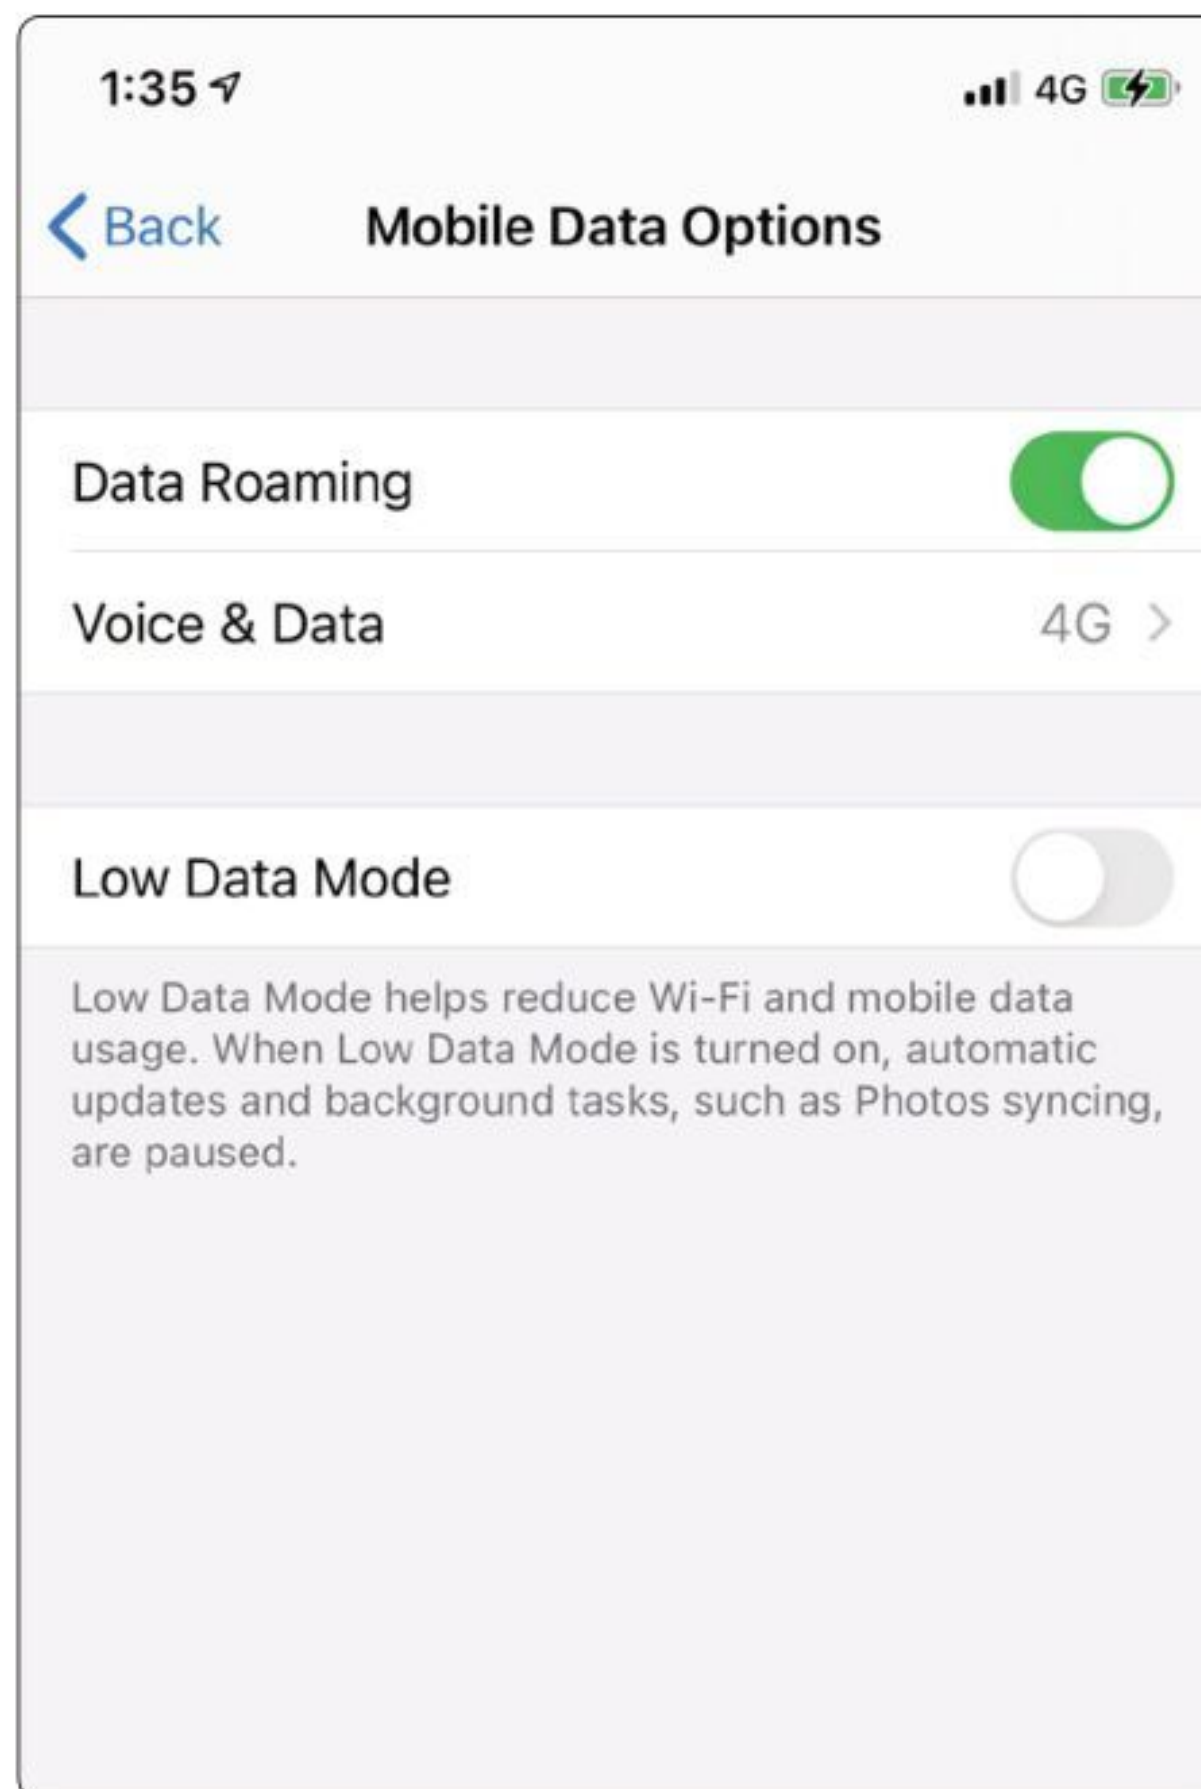 1:35 4G
Back Mobile Data Options
Data Roaming
Voice & Data 4G
Low Data Mode
Low Data Mode helps reduce Wi-Fi and mobile data
usage. When Low Data Mode is turned on, automatic
updates and background tasks, such as Photos syncing,
are paused.